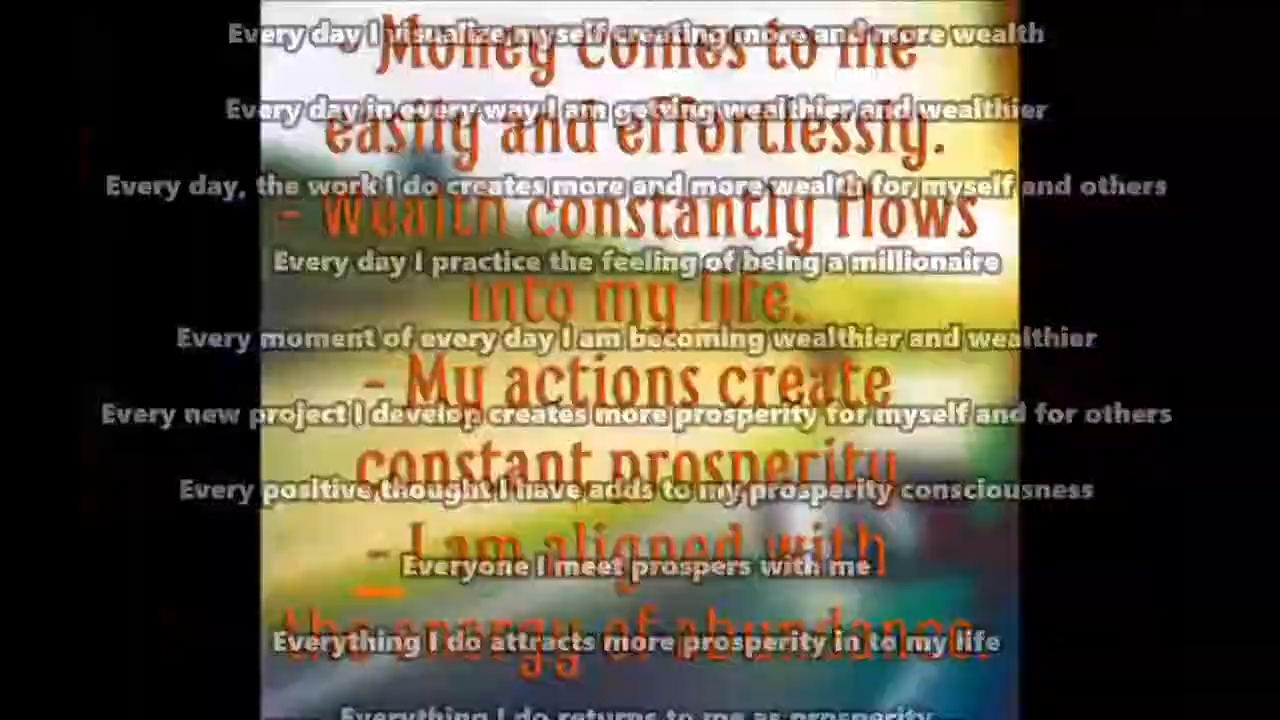 Every day I visualize myself creating more and more wealth
- Money comes to me
Every day in every way I am getting wealthier and wealthier
easily and effortlessly.
Every day, the work I do creates more and more wealth for myself and others
- Wealth constantly flows
Every day I practice the feeling of being a millionaire
into my life.
Every moment of every day I am becoming wealthier and wealthier
- My actions create
Every new project I develop creates more prosperity for myself and for others
constant prosperity
Every positive thought I have adds to my prosperity consciousness
- I am aligned with
Everyone I meet prospers with me
the energy of abundance.
Everything I do attracts more prosperity in to my life
Everything I do returns to me as prosperity